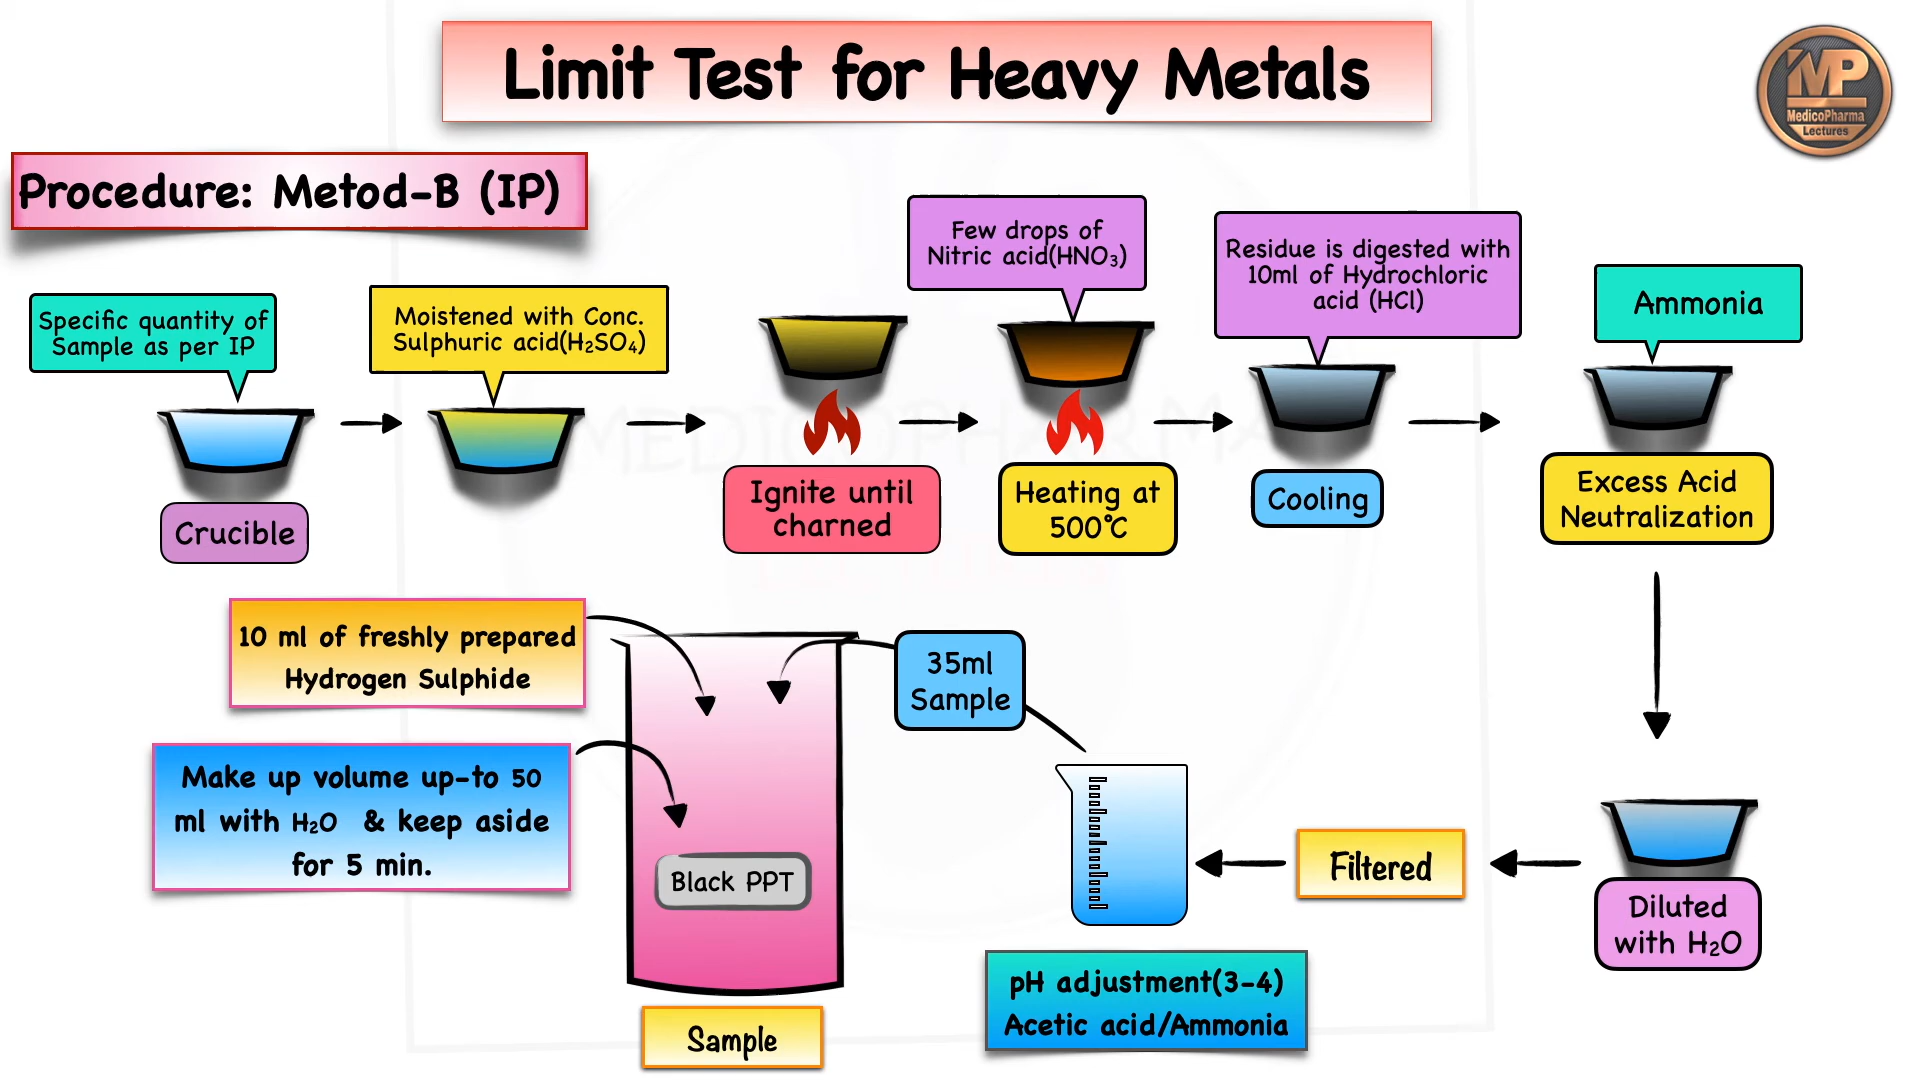 Limit Test for Heavy Metals
MP
MedicoPharma
Lectures
Procedure: Metod-B (IP)
Specific quantity of
Sample as per IP
Crucible
Moistened with Conc.
Sulphuric acid(H₂SO₄)
Ignite until
charned
Few drops of
Nitric acid(HNO₃)
Heating at
500°C
Residue is digested with
10ml of Hydrochloric
acid (HCl)
Cooling
Ammonia
Excess Acid
Neutralization
MEDICOPHARMA
Diluted
with H₂O
Filtered
pH adjustment(3-4)
Acetic acid/Ammonia
35ml
Sample
10 ml of freshly prepared
Hydrogen Sulphide
Make up volume up-to 50
ml with H₂O & keep aside
for 5 min.
Black PPT
Sample